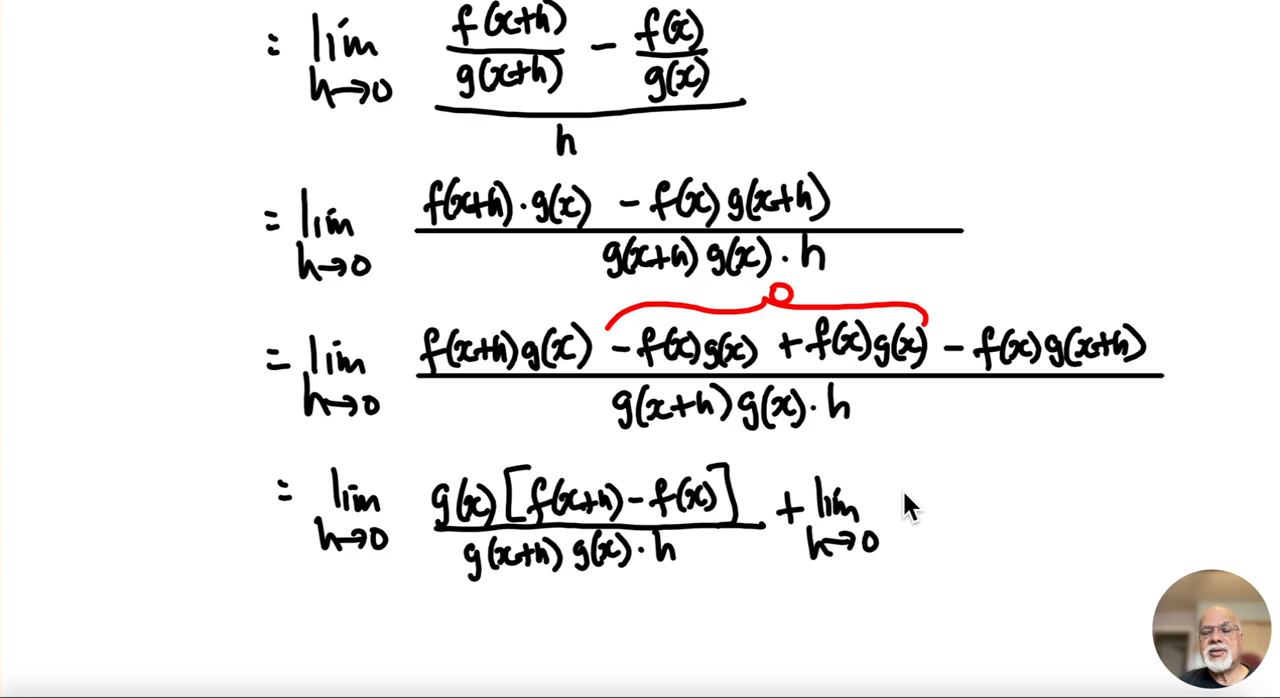 = lim h→0 (f(x+h)/g(x+h) − f(x)/g(x)) / h
= lim h→0 (f(x+h)·g(x) − f(x)g(x+h)) / (g(x+h)g(x)·h)
0
= lim h→0 (f(x+h)g(x) − f(x)g(x) + f(x)g(x) − f(x)g(x+h)) / (g(x+h)g(x)·h)
= lim h→0 g(x)[f(x+h) − f(x)] / (g(x+h)g(x)·h) + lim h→0